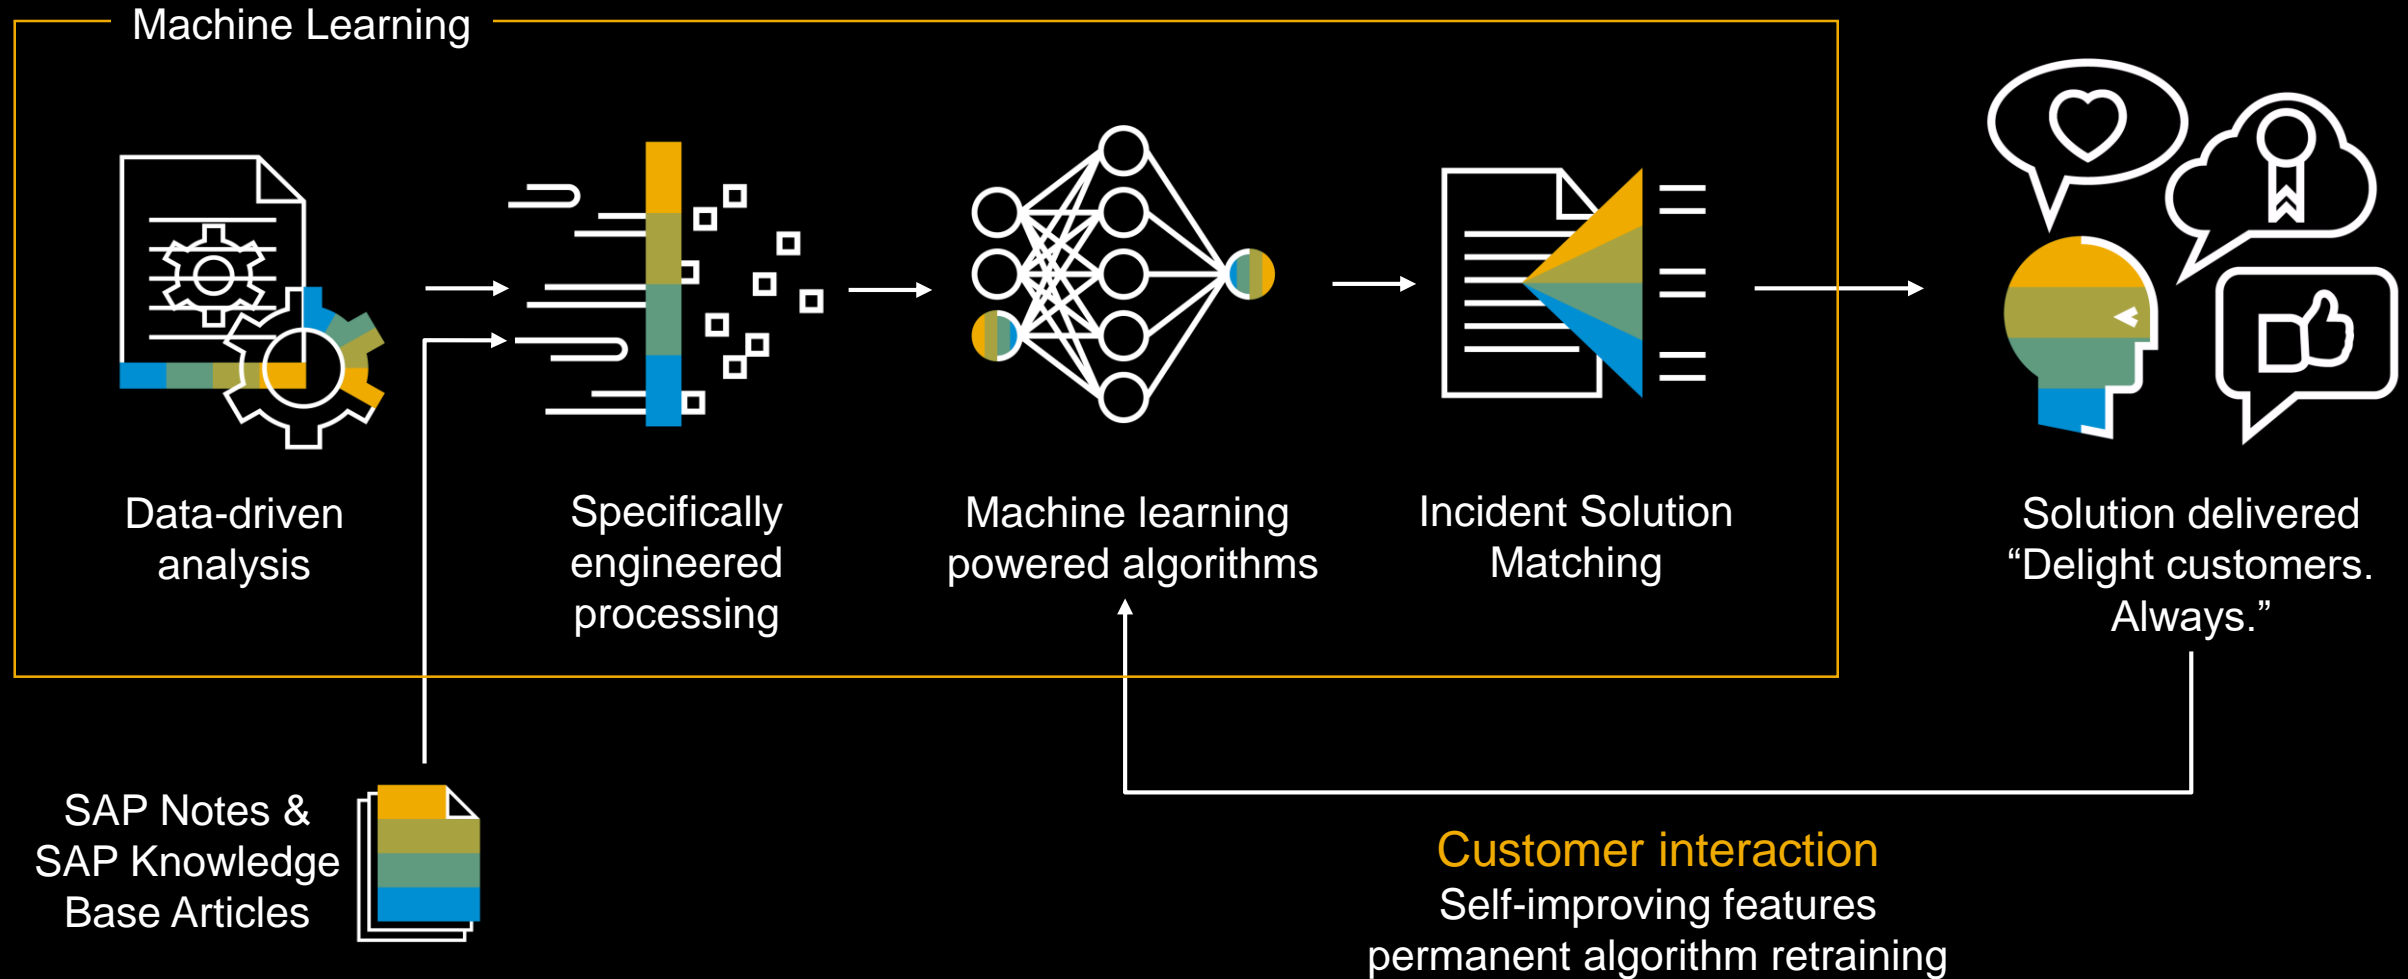 Machine Learning
Data-driven
analysis
Specifically
engineered
processing
Machine learning
powered algorithms
Incident Solution
Matching
Solution delivered
“Delight customers.
Always.”
SAP Notes &
SAP Knowledge
Base Articles
Customer interaction
Self-improving features
permanent algorithm retraining